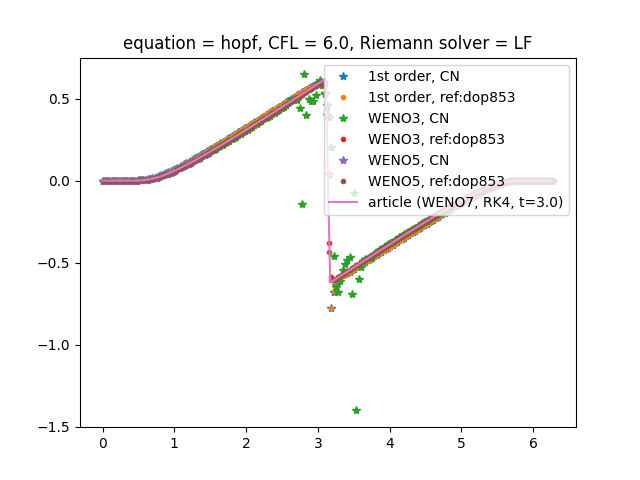 equation = hopf, CFL = 6.0, Riemann solver = LF
1st order, CN
1st order, ref:dop853
WENO3, CN
WENO3, ref:dop853
WENO5, CN
WENO5, ref:dop853
article (WENO7, RK4, t=3.0)
0.5
0.0
−0.5
−1.0
−1.5
0 1 2 3 4 5 6